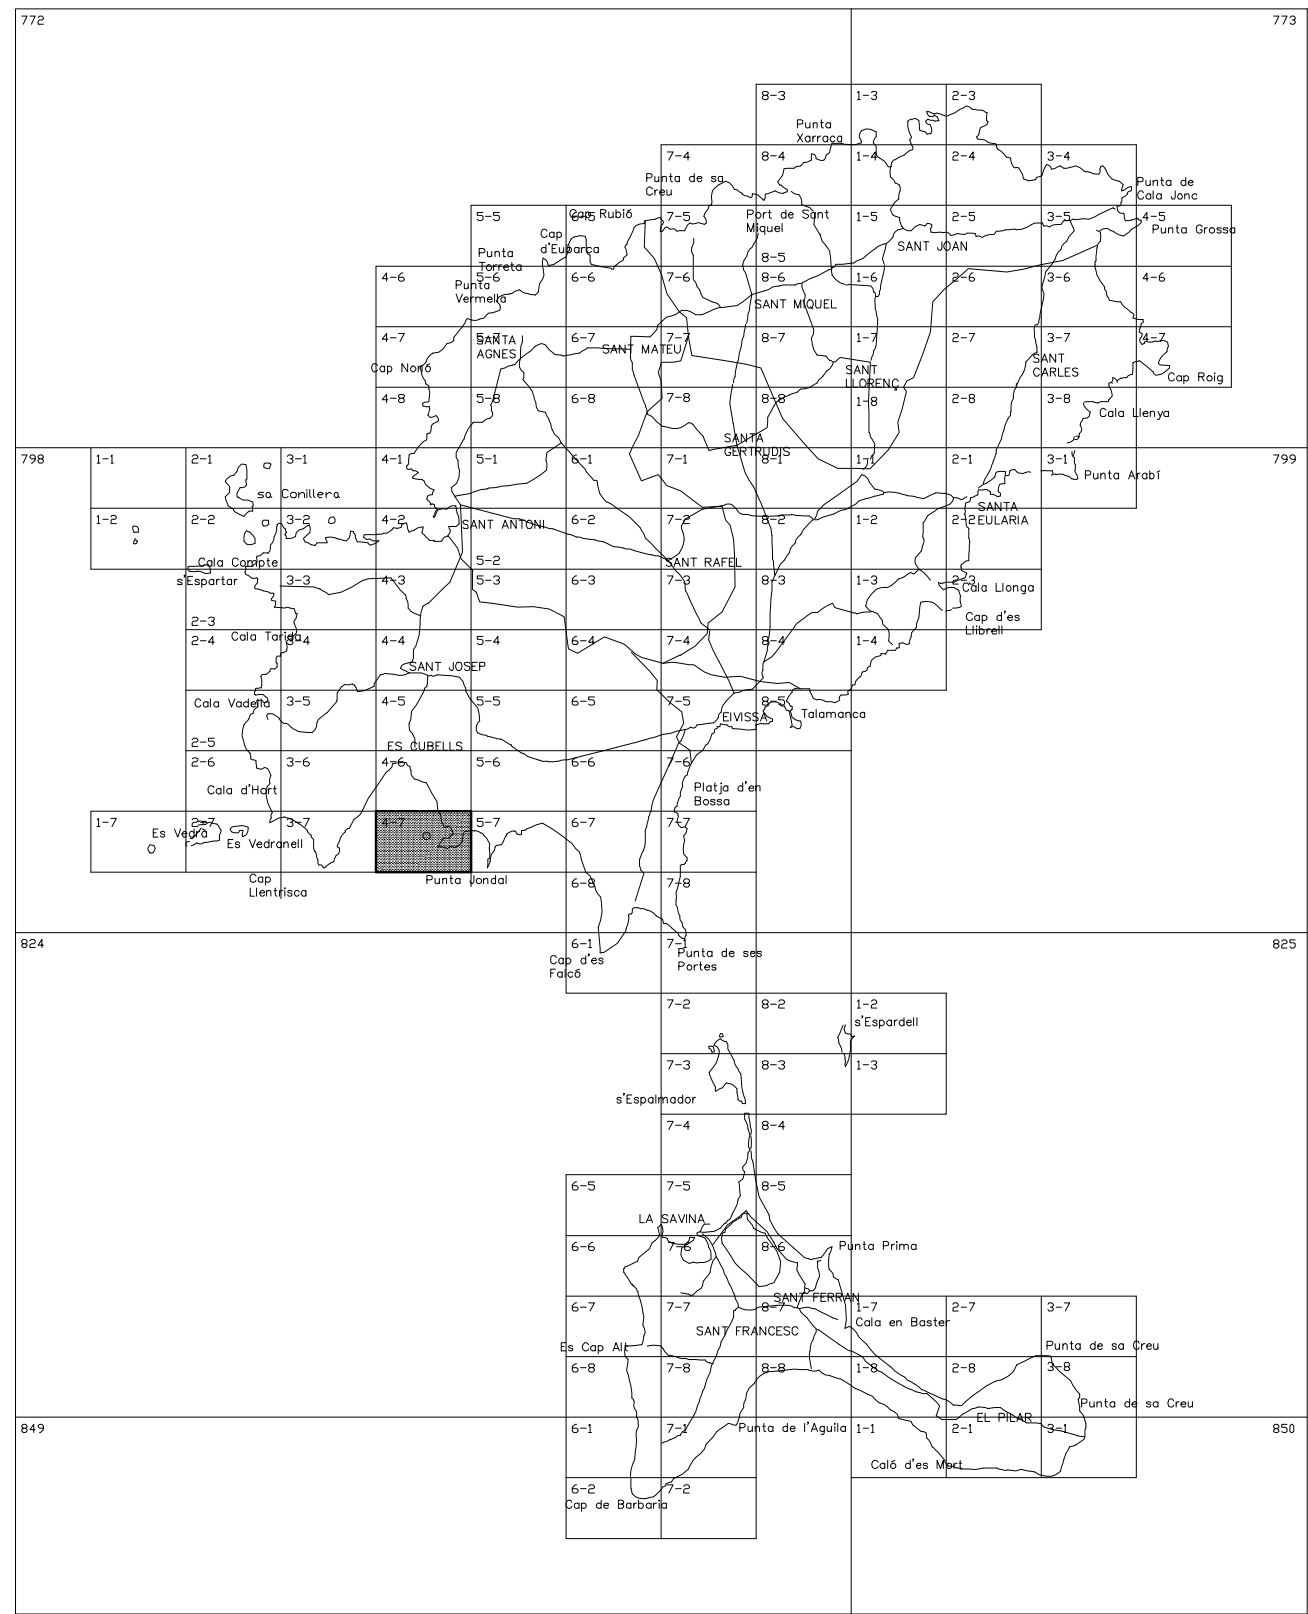 772
773
8-3
1-3
2-3
Punta
Xarraca
7-4
8-4
1-4
2-4
3-4
Punta de sa
Creu
Punta de
Cala Jonc
5-5
6-5
Cap Rubió
7-5
Port de Sant
Miquel
1-5
2-5
3-5
4-5
Punta Grossa
Cap
d'Eubarca
SANT JOAN
Punta
Torreta
8-5
4-6
5-6
6-6
7-6
8-6
1-6
2-6
3-6
4-6
Punta
Vermella
SANT MIQUEL
4-7
5-7
SANTA
AGNES
6-7
SANT MATEU
7-7
8-7
1-7
2-7
3-7
4-7
SANT
CARLES
Cap Nonó
SANT
LLORENÇ
Cap Roig
4-8
5-8
6-8
7-8
8-8
1-8
2-8
3-8
Cala Llenya
SANTA
GERTRUDIS
798
1-1
2-1
3-1
4-1
5-1
6-1
7-1
8-1
1-1
2-1
3-1
799
Punta Arabí
sa Conillera
1-2
2-2
3-2
4-2
SANT ANTONI
6-2
7-2
8-2
1-2
2-2
SANTA
EULARIA
5-2
Cala Compte
SANT RAFEL
s'Espartar
3-3
4-3
5-3
6-3
7-3
8-3
1-3
2-3
Cala Llonga
2-3
Cap d'es
Llibrell
2-4
Cala Tarida
3-4
4-4
5-4
6-4
7-4
8-4
1-4
SANT JOSEP
Cala Vadella
3-5
4-5
5-5
6-5
7-5
8-5
EIVISSA
Talamanca
2-5
ES CUBELLS
2-6
3-6
4-6
5-6
6-6
7-6
Cala d'Hort
Platja d'en
Bossa
1-7
2-7
3-7
4-7
5-7
6-7
7-7
Es Vedrà
Es Vedranell
Cap
Llentrisca
Punta Jondal
6-8
7-8
824
6-1
7-1
825
Cap d'es
Falcó
Punta de ses
Portes
7-2
8-2
1-2
s'Espardell
7-3
8-3
1-3
s'Espalmador
7-4
8-4
6-5
7-5
8-5
LA SAVINA
6-6
7-6
8-6
Punta Prima
SANT FERRAN
6-7
7-7
8-7
1-7
2-7
3-7
Cala en Baster
SANT FRANCESC
Es Cap Alt
Punta de sa Creu
6-8
7-8
8-8
1-8
2-8
3-8
Punta de sa Creu
EL PILAR
849
6-1
7-1
Punta de l'Aguila
1-1
2-1
3-1
850
Caló d'es Mort
6-2
7-2
Cap de Barbaria